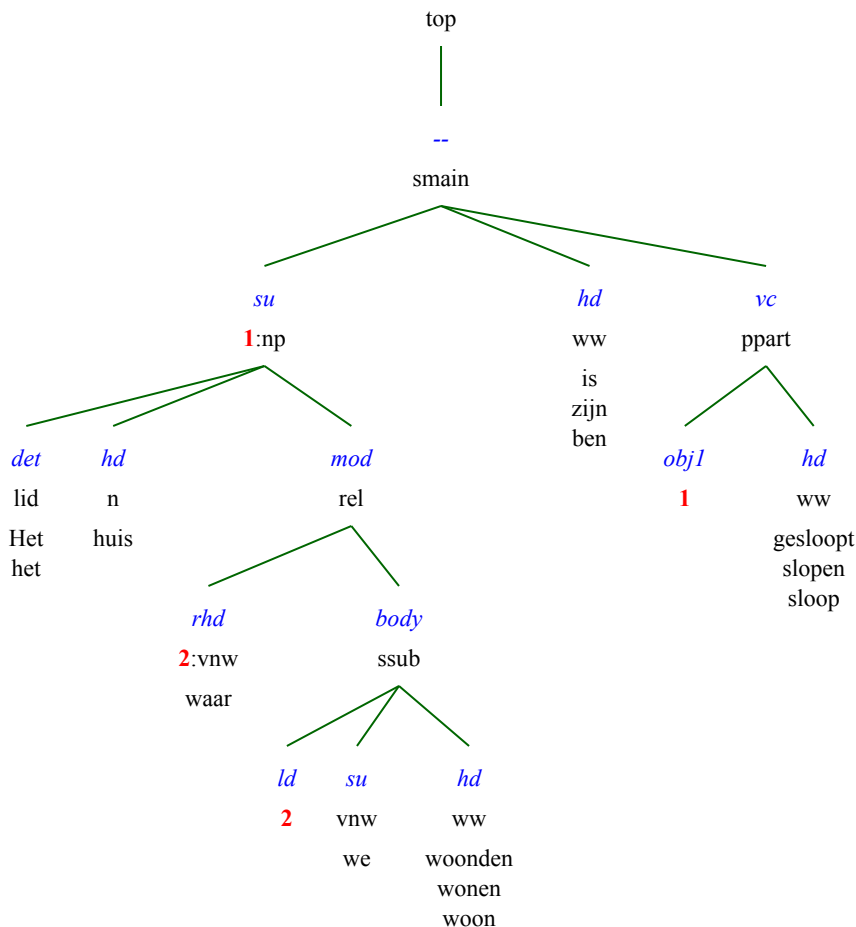 top
--
smain
su hd vc
1:np ww ppart
is
zijn
ben
det hd mod obj1 hd
lid n rel 1 ww
Het huis gesloopt
het slopen
sloop
rhd body
2:vnw ssub
waar
ld su hd
2 vnw ww
we woonden
wonen
woon